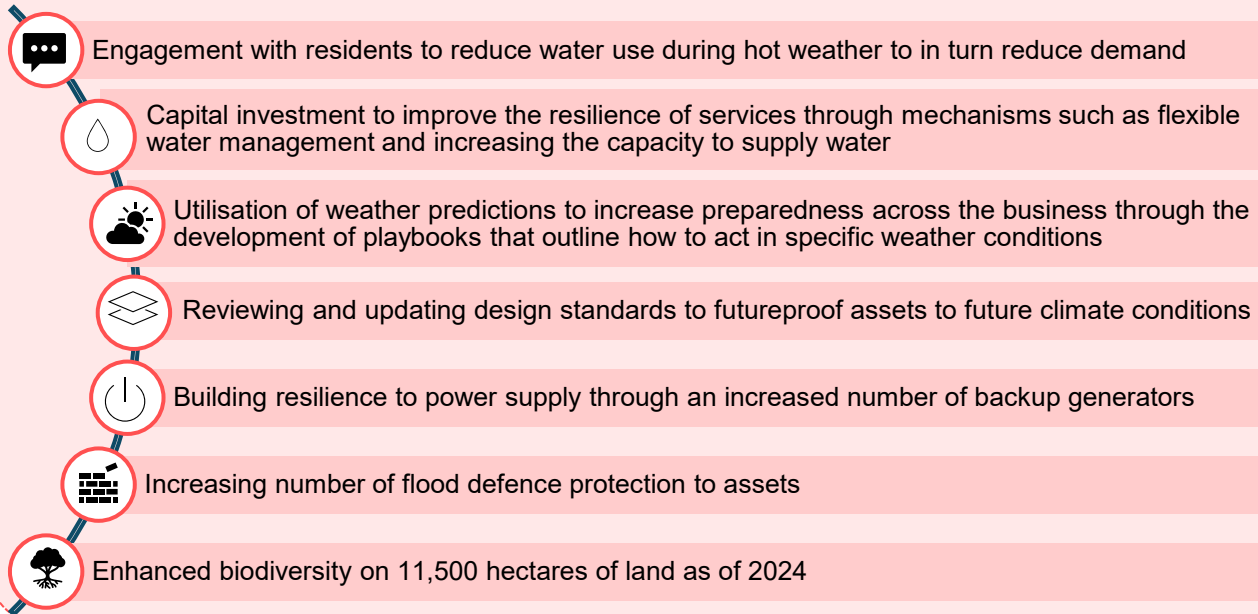 Engagement with residents to reduce water use during hot weather to in turn reduce demand
Capital investment to improve the resilience of services through mechanisms such as flexible
water management and increasing the capacity to supply water
Utilisation of weather predictions to increase preparedness across the business through the
development of playbooks that outline how to act in specific weather conditions
Reviewing and updating design standards to futureproof assets to future climate conditions
Building resilience to power supply through an increased number of backup generators
Increasing number of flood defence protection to assets
Enhanced biodiversity on 11,500 hectares of land as of 2024